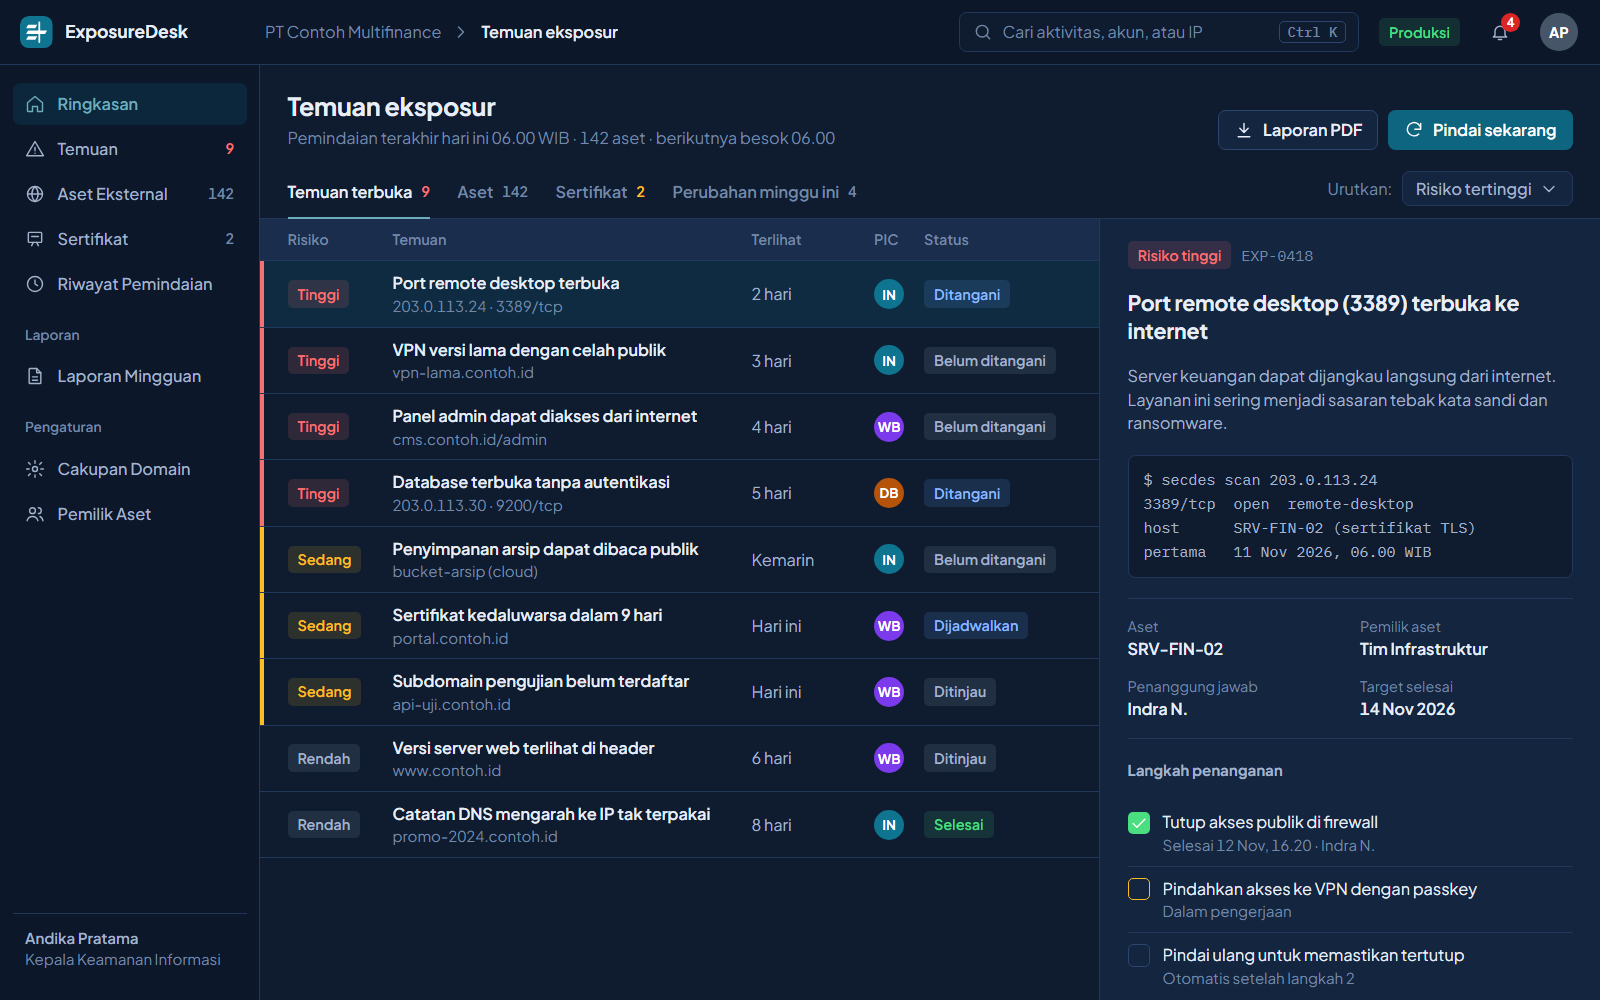 ExposureDesk
PT Contoh Multifinance
Temuan eksposur
Cari aktivitas, akun, atau IP
Ctrl K
Produksi
4
AP
Ringkasan
Temuan 9
Aset Eksternal 142
Sertifikat 2
Riwayat Pemindaian
Laporan
Laporan Mingguan
Pengaturan
Cakupan Domain
Pemilik Aset
Andika Pratama
Kepala Keamanan Informasi
Temuan eksposur
Pemindaian terakhir hari ini 06.00 WIB · 142 aset · berikutnya besok 06.00
Laporan PDF
Pindai sekarang
Temuan terbuka 9
Aset 142
Sertifikat 2
Perubahan minggu ini 4
Urutkan:
Risiko tertinggi
Risiko Temuan Terlihat PIC Status
Tinggi Port remote desktop terbuka 2 hari IN Ditangani
203.0.113.24 · 3389/tcp
Tinggi VPN versi lama dengan celah publik 3 hari IN Belum ditangani
vpn-lama.contoh.id
Tinggi Panel admin dapat diakses dari internet 4 hari WB Belum ditangani
cms.contoh.id/admin
Tinggi Database terbuka tanpa autentikasi 5 hari DB Ditangani
203.0.113.30 · 9200/tcp
Sedang Penyimpanan arsip dapat dibaca publik Kemarin IN Belum ditangani
bucket-arsip (cloud)
Sedang Sertifikat kedaluwarsa dalam 9 hari Hari ini WB Dijadwalkan
portal.contoh.id
Sedang Subdomain pengujian belum terdaftar Hari ini WB Ditinjau
api-uji.contoh.id
Rendah Versi server web terlihat di header 6 hari WB Ditinjau
www.contoh.id
Rendah Catatan DNS mengarah ke IP tak terpakai 8 hari IN Selesai
promo-2024.contoh.id
Risiko tinggi EXP-0418
Port remote desktop (3389) terbuka ke
internet
Server keuangan dapat dijangkau langsung dari internet.
Layanan ini sering menjadi sasaran tebak kata sandi dan
ransomware.
$ secdes scan 203.0.113.24
3389/tcp open remote-desktop
host SRV-FIN-02 (sertifikat TLS)
pertama 11 Nov 2026, 06.00 WIB
Aset Pemilik aset
SRV-FIN-02 Tim Infrastruktur
Penanggung jawab Target selesai
Indra N. 14 Nov 2026
Langkah penanganan
Tutup akses publik di firewall
Selesai 12 Nov, 16.20 · Indra N.
Pindahkan akses ke VPN dengan passkey
Dalam pengerjaan
Pindai ulang untuk memastikan tertutup
Otomatis setelah langkah 2